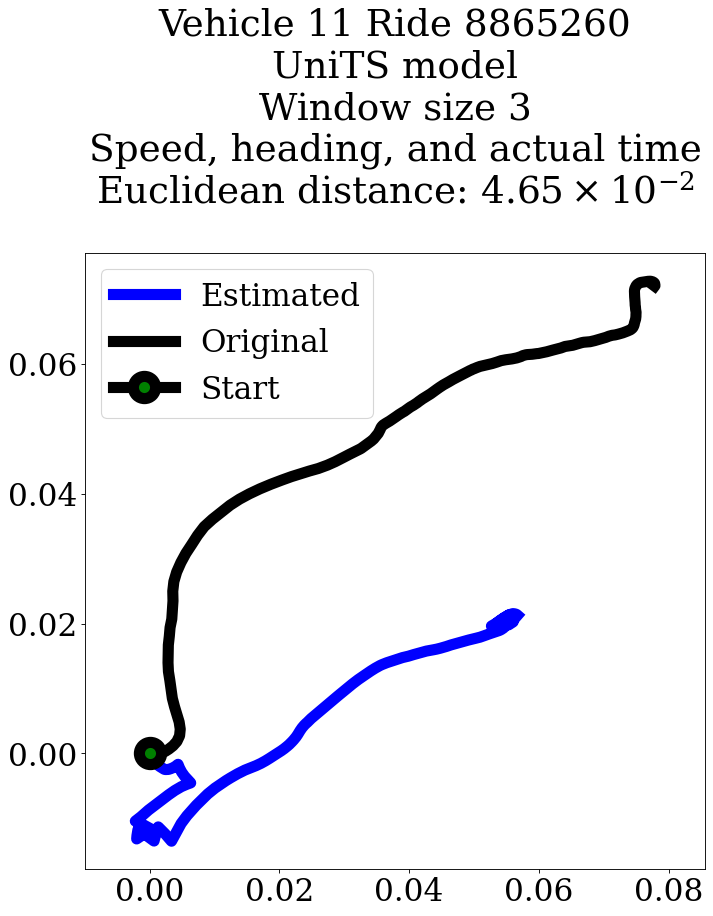 Vehicle 11 Ride 8865260
UniTS model
Window size 3
Speed, heading, and actual time
Euclidean distance: 4.65 × 10⁻²
Estimated
Original
Start
0.06
0.04
0.02
0.00
0.00 0.02 0.04 0.06 0.08